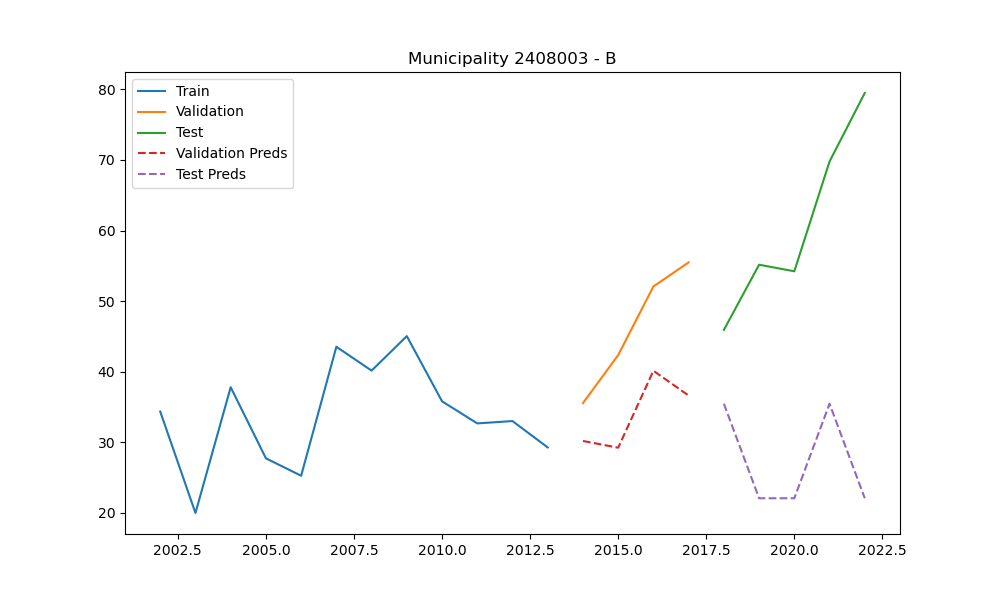 Municipality 2408003 - B
Train
Validation
Test
Validation Preds
Test Preds
80
70
60
50
40
30
20
2002.5 2005.0 2007.5 2010.0 2012.5 2015.0 2017.5 2020.0 2022.5